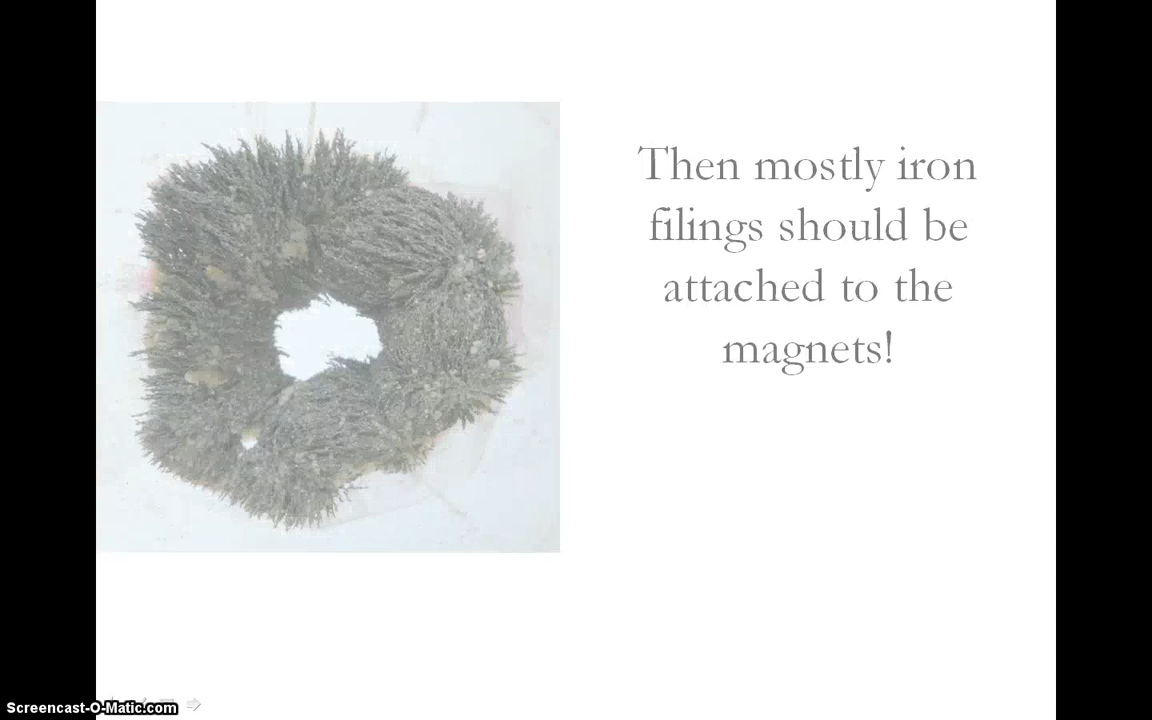 Then mostly iron
filings should be
attached to the
magnets!
Screencast-O-Matic.com